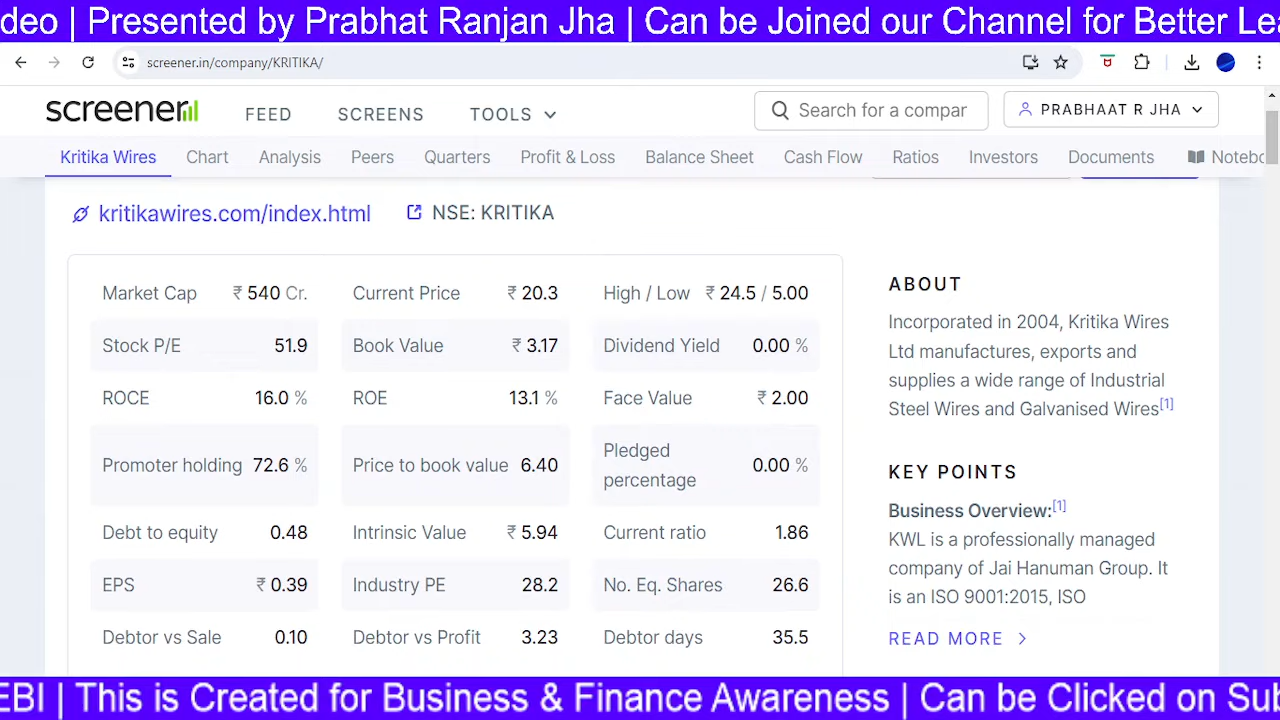 deo | Presented by Prabhat Ranjan Jha | Can be Joined our Channel for Better Lea
screener.in/company/KRITIKA/
screener FEED SCREENS TOOLS Search for a compar PRABHAAT R JHA
Kritika Wires Chart Analysis Peers Quarters Profit & Loss Balance Sheet Cash Flow Ratios Investors Documents Notebo
kritikawires.com/index.html NSE: KRITIKA
Market Cap ₹ 540 Cr. Current Price ₹ 20.3 High / Low ₹ 24.5 / 5.00
Stock P/E 51.9 Book Value ₹ 3.17 Dividend Yield 0.00 %
ROCE 16.0 % ROE 13.1 % Face Value ₹ 2.00
Promoter holding 72.6 % Price to book value 6.40 Pledged percentage 0.00 %
Debt to equity 0.48 Intrinsic Value ₹ 5.94 Current ratio 1.86
EPS ₹ 0.39 Industry PE 28.2 No. Eq. Shares 26.6
Debtor vs Sale 0.10 Debtor vs Profit 3.23 Debtor days 35.5
ABOUT
Incorporated in 2004, Kritika Wires
Ltd manufactures, exports and
supplies a wide range of Industrial
Steel Wires and Galvanised Wires[1]
KEY POINTS
Business Overview:[1]
KWL is a professionally managed
company of Jai Hanuman Group. It
is an ISO 9001:2015, ISO
READ MORE
EBI | This is Created for Business & Finance Awareness | Can be Clicked on Sub